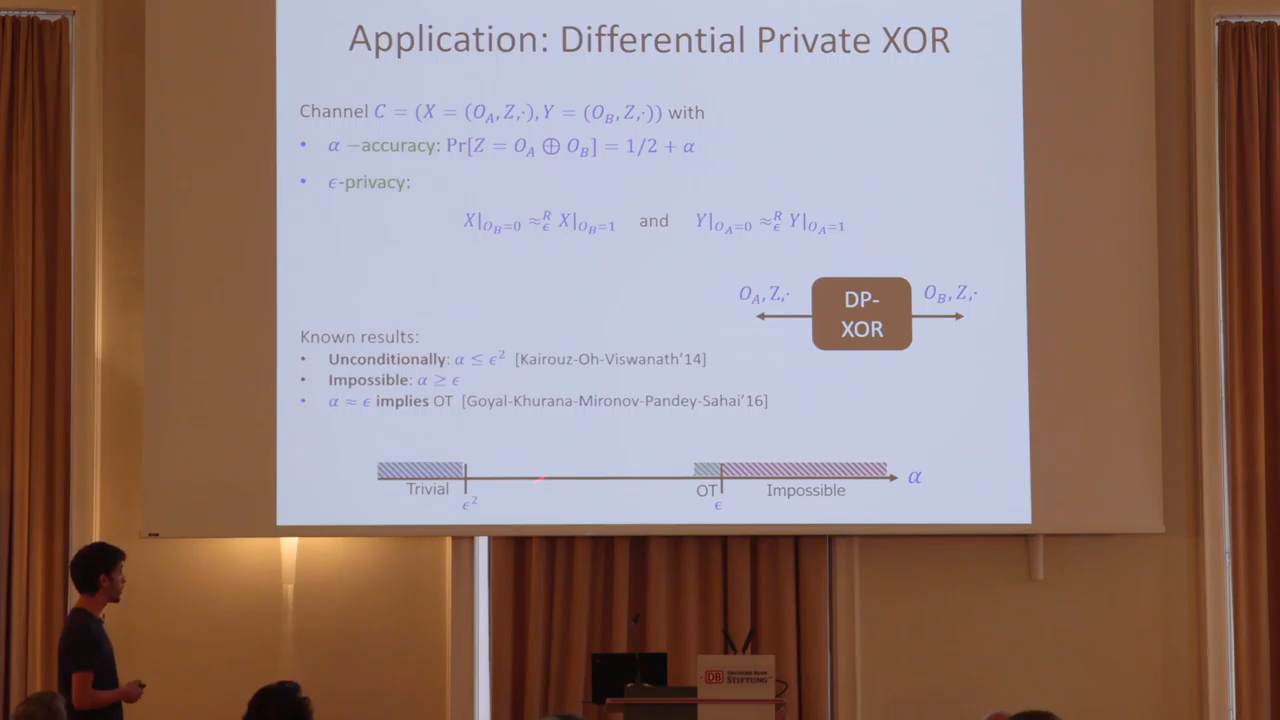 Application: Differential Private XOR
Channel C = (X = (O_A, Z,·), Y = (O_B, Z,·)) with
• α −accuracy: Pr[Z = O_A ⊕ O_B] = 1/2 + α
• ϵ-privacy:
X|_{O_B=0} ≈^R_ϵ X|_{O_B=1} and Y|_{O_A=0} ≈^R_ϵ Y|_{O_A=1}
O_A, Z,· DP-XOR O_B, Z,·
Known results:
• Unconditionally: α ≤ ϵ² [Kairouz-Oh-Viswanath'14]
• Impossible: α ≥ ϵ
• α ≈ ϵ implies OT [Goyal-Khurana-Mironov-Pandey-Sahai'16]
α
Trivial OT Impossible
ϵ² ϵ
STIFTUNG